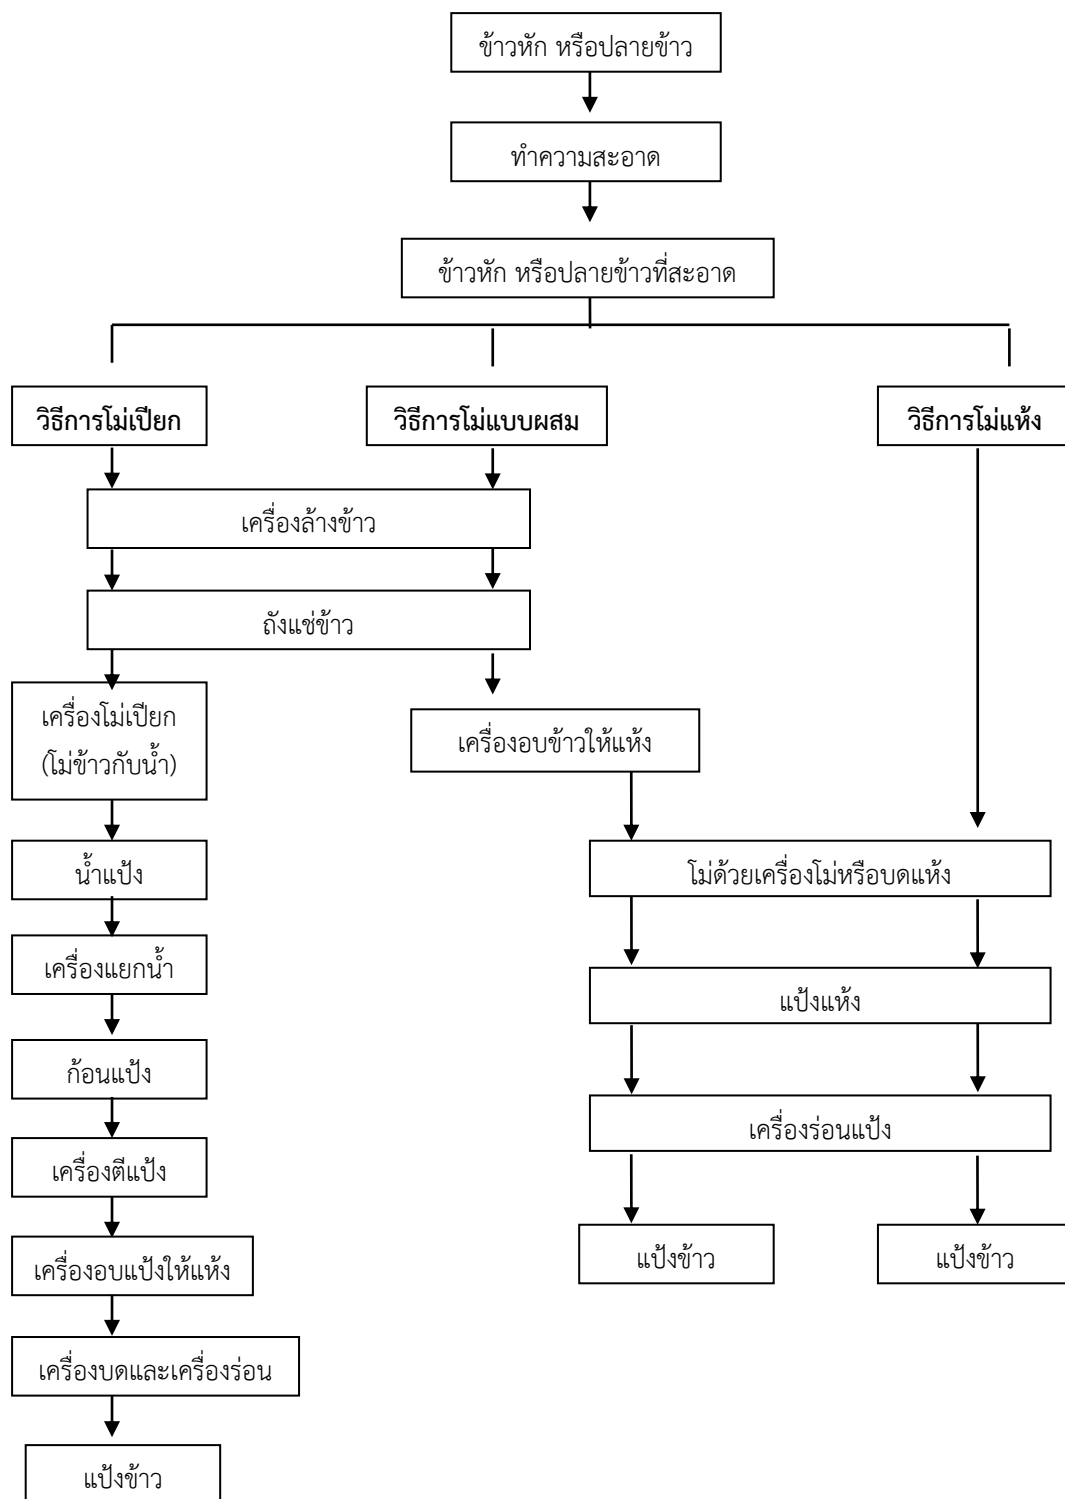 ข้าวหัก หรือปลายข้าว
ทำความสะอาด
ข้าวหัก หรือปลายข้าวที่สะอาด
วิธีการโม่เปียก
วิธีการโม่แบบผสม
วิธีการโม่แห้ง
เครื่องล้างข้าว
ถังแช่ข้าว
เครื่องโม่เปียก
(โม่ข้าวกับน้ำ)
เครื่องอบข้าวให้แห้ง
น้ำแป้ง
โม่ด้วยเครื่องโม่หรือบดแห้ง
เครื่องแยกน้ำ
แป้งแห้ง
ก้อนแป้ง
เครื่องร่อนแป้ง
เครื่องตีแป้ง
เครื่องอบแป้งให้แห้ง
แป้งข้าว
แป้งข้าว
เครื่องบดและเครื่องร่อน
แป้งข้าว